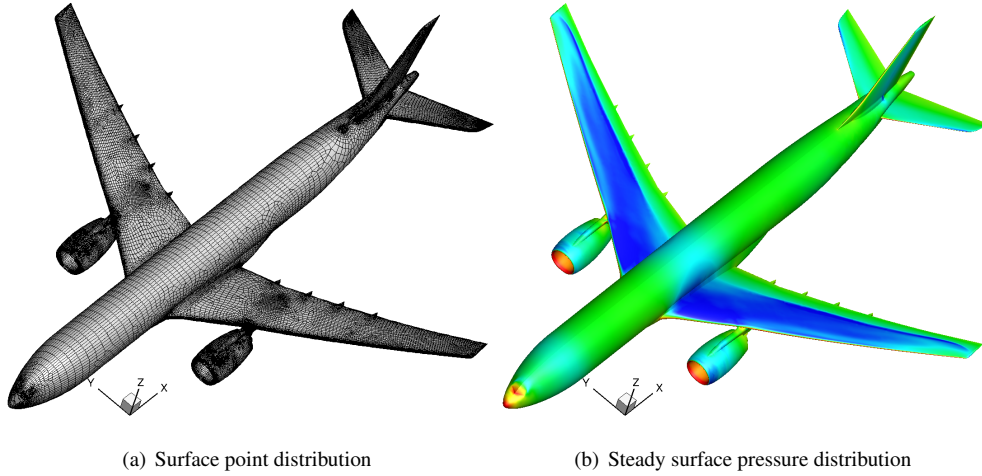 Y Z X
Y Z X
(a) Surface point distribution
(b) Steady surface pressure distribution